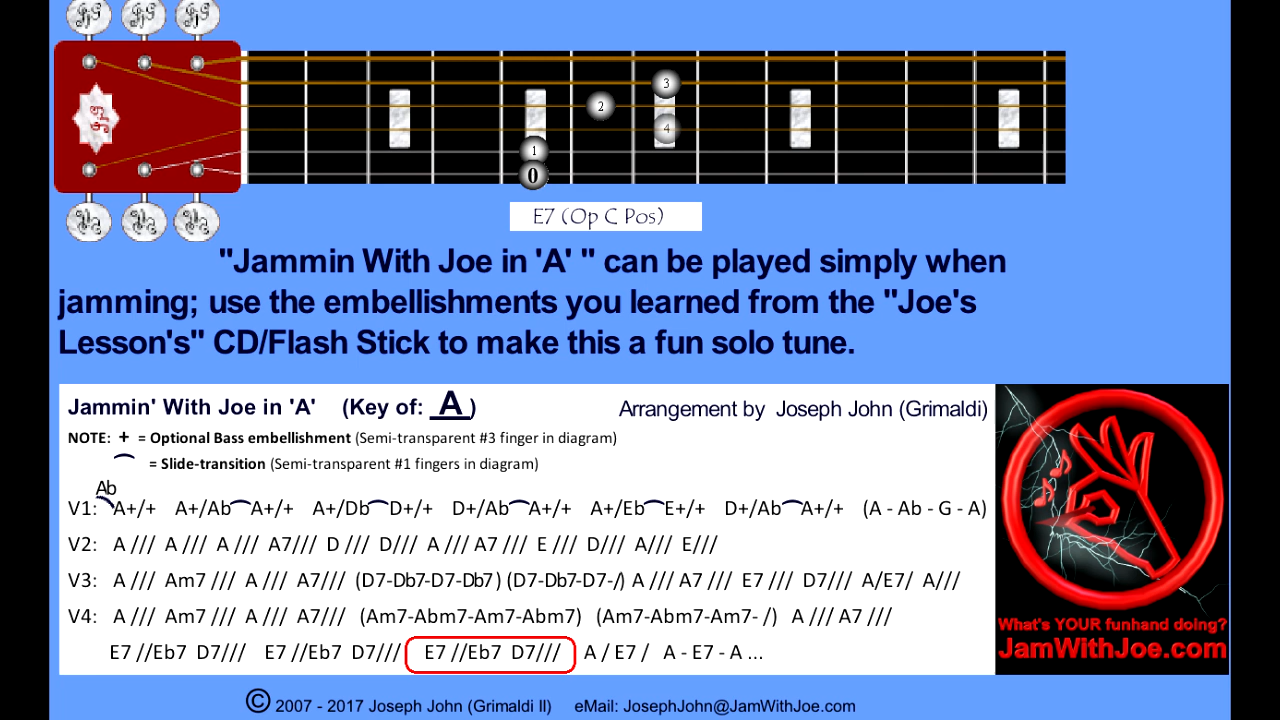 3
2
4
1
0
E7 (Op C Pos)
"Jammin With Joe in 'A' " can be played simply when
jamming; use the embellishments you learned from the "Joe's
Lesson's" CD/Flash Stick to make this a fun solo tune.
Jammin' With Joe in 'A' (Key of: A )
Arrangement by Joseph John (Grimaldi)
NOTE: + = Optional Bass embellishment (Semi-transparent #3 finger in diagram)
⁀ = Slide-transition (Semi-transparent #1 fingers in diagram)
Ab
V1: ⁀A+/+ A+/Ab⁀A+/+ A+/Db⁀D+/+ D+/Ab⁀A+/+ A+/Eb⁀E+/+ D+/Ab⁀A+/+ (A - Ab - G - A)
V2: A /// A /// A /// A7/// D /// D/// A /// A7 /// E /// D/// A/// E///
V3: A /// Am7 /// A /// A7/// (D7-Db7-D7-Db7) (D7-Db7-D7-/) A /// A7 /// E7 /// D7/// A/E7/ A///
V4: A /// Am7 /// A /// A7/// (Am7-Abm7-Am7-Abm7) (Am7-Abm7-Am7- /) A /// A7 ///
E7 //Eb7 D7/// E7 //Eb7 D7/// E7 //Eb7 D7/// A / E7 / A - E7 - A ...
What's YOUR funhand doing?
JamWithJoe.com
© 2007 - 2017 Joseph John (Grimaldi II) eMail: JosephJohn@JamWithJoe.com